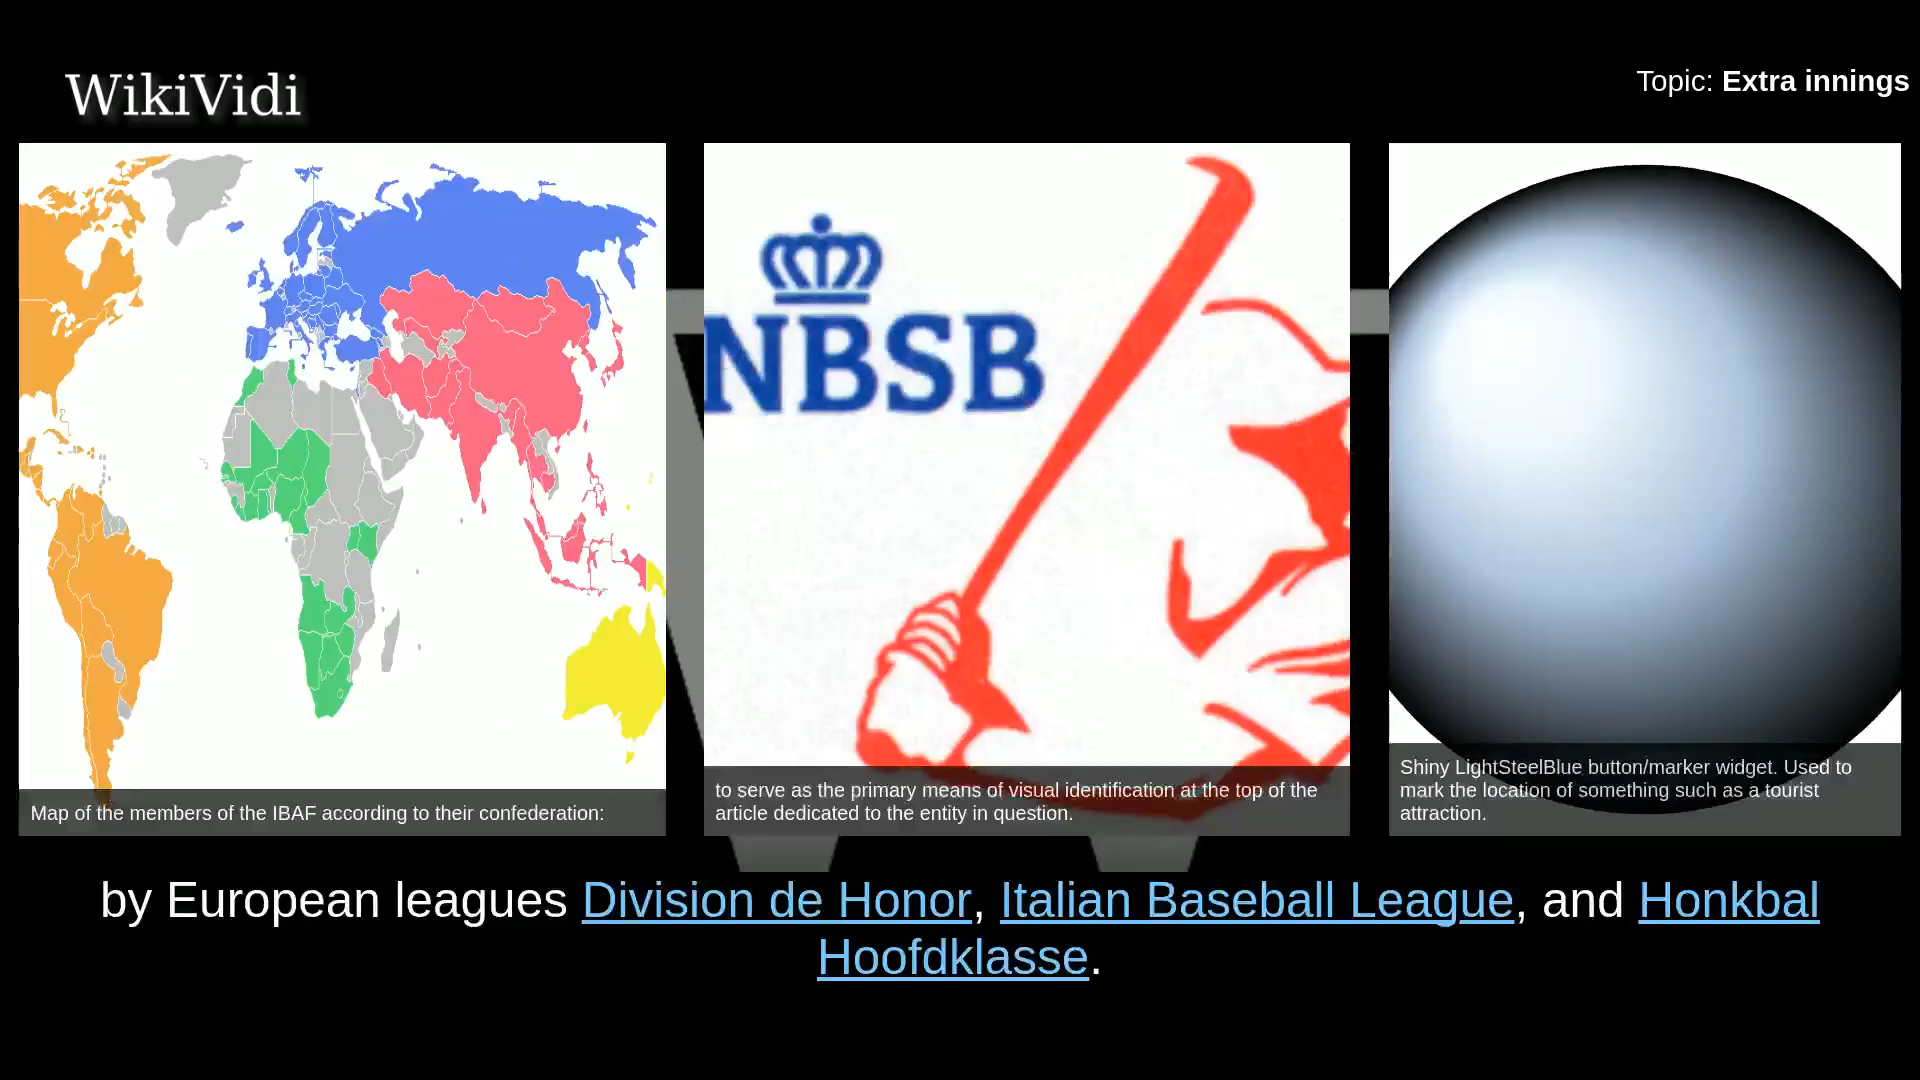 WikiVidi
Topic: Extra innings
NBSB
Map of the members of the IBAF according to their confederation:
to serve as the primary means of visual identification at the top of the
article dedicated to the entity in question.
Shiny LightSteelBlue button/marker widget. Used to
mark the location of something such as a tourist
attraction.
by European leagues Division de Honor, Italian Baseball League, and Honkbal
Hoofdklasse.